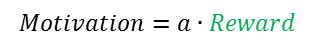 Motivation = a · Reward